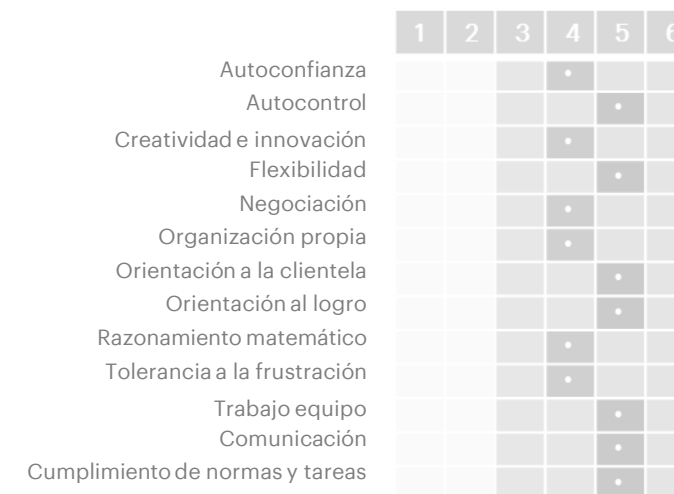 1 2 3 4 5 6
Autoconfianza
Autocontrol
Creatividad e innovación
Flexibilidad
Negociación
Organización propia
Orientación a la clientela
Orientación al logro
Razonamiento matemático
Tolerancia a la frustración
Trabajo equipo
Comunicación
Cumplimiento de normas y tareas